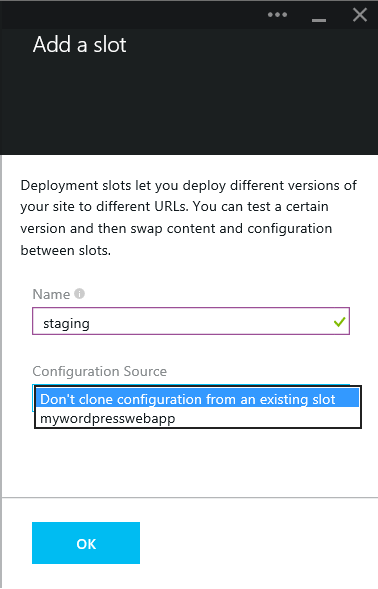 Add a slot
Deployment slots let you deploy different versions of
your site to different URLs. You can test a certain
version and then swap content and configuration
between slots.
Name
staging
Configuration Source
Don't clone configuration from an existing slot
mywordpresswebapp
OK